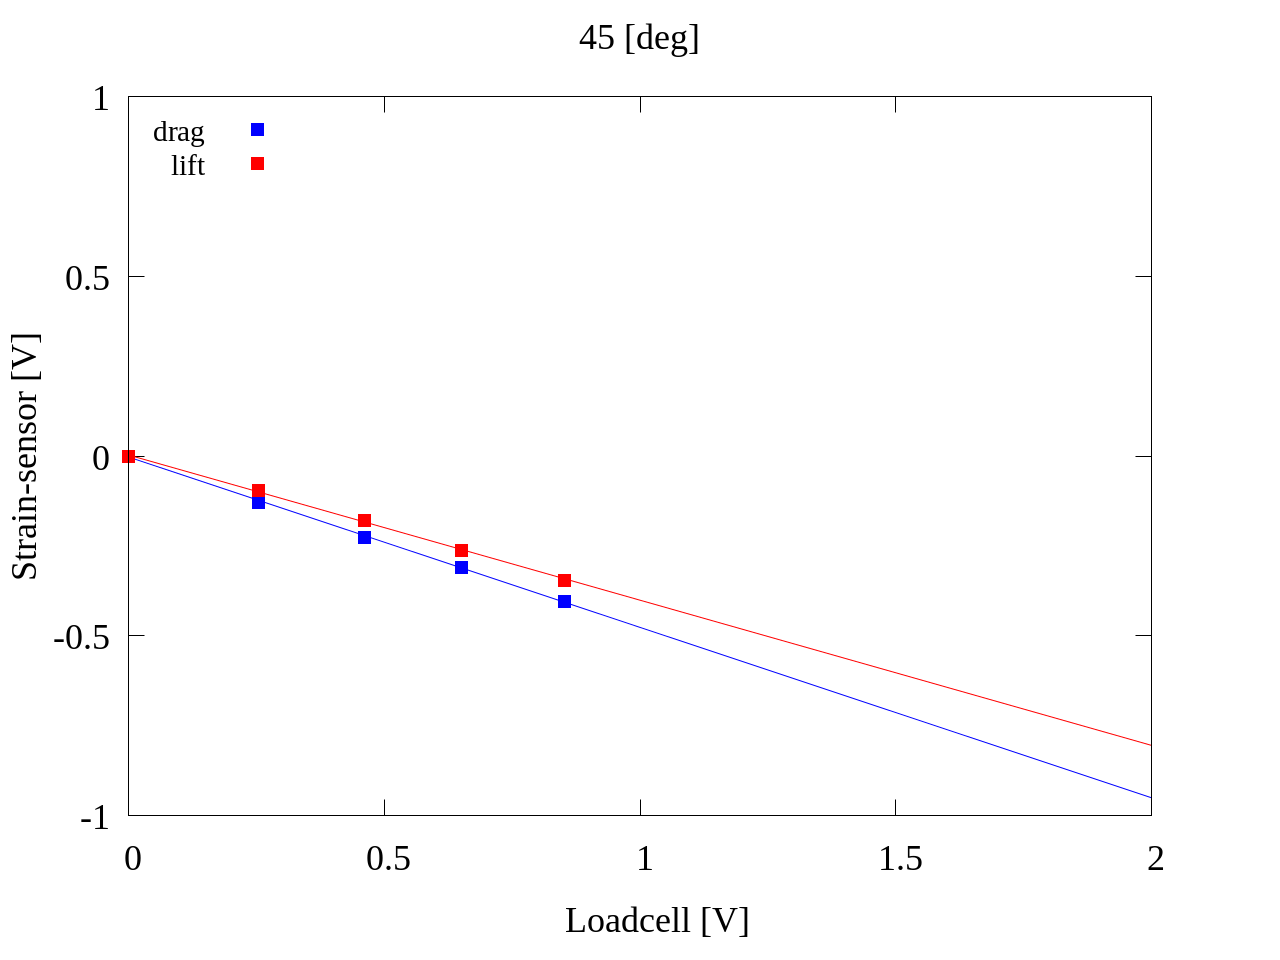 45 [deg]
1
drag
lift
0.5
0
-0.5
-1
Strain-sensor [V]
0 0.5 1 1.5 2
Loadcell [V]